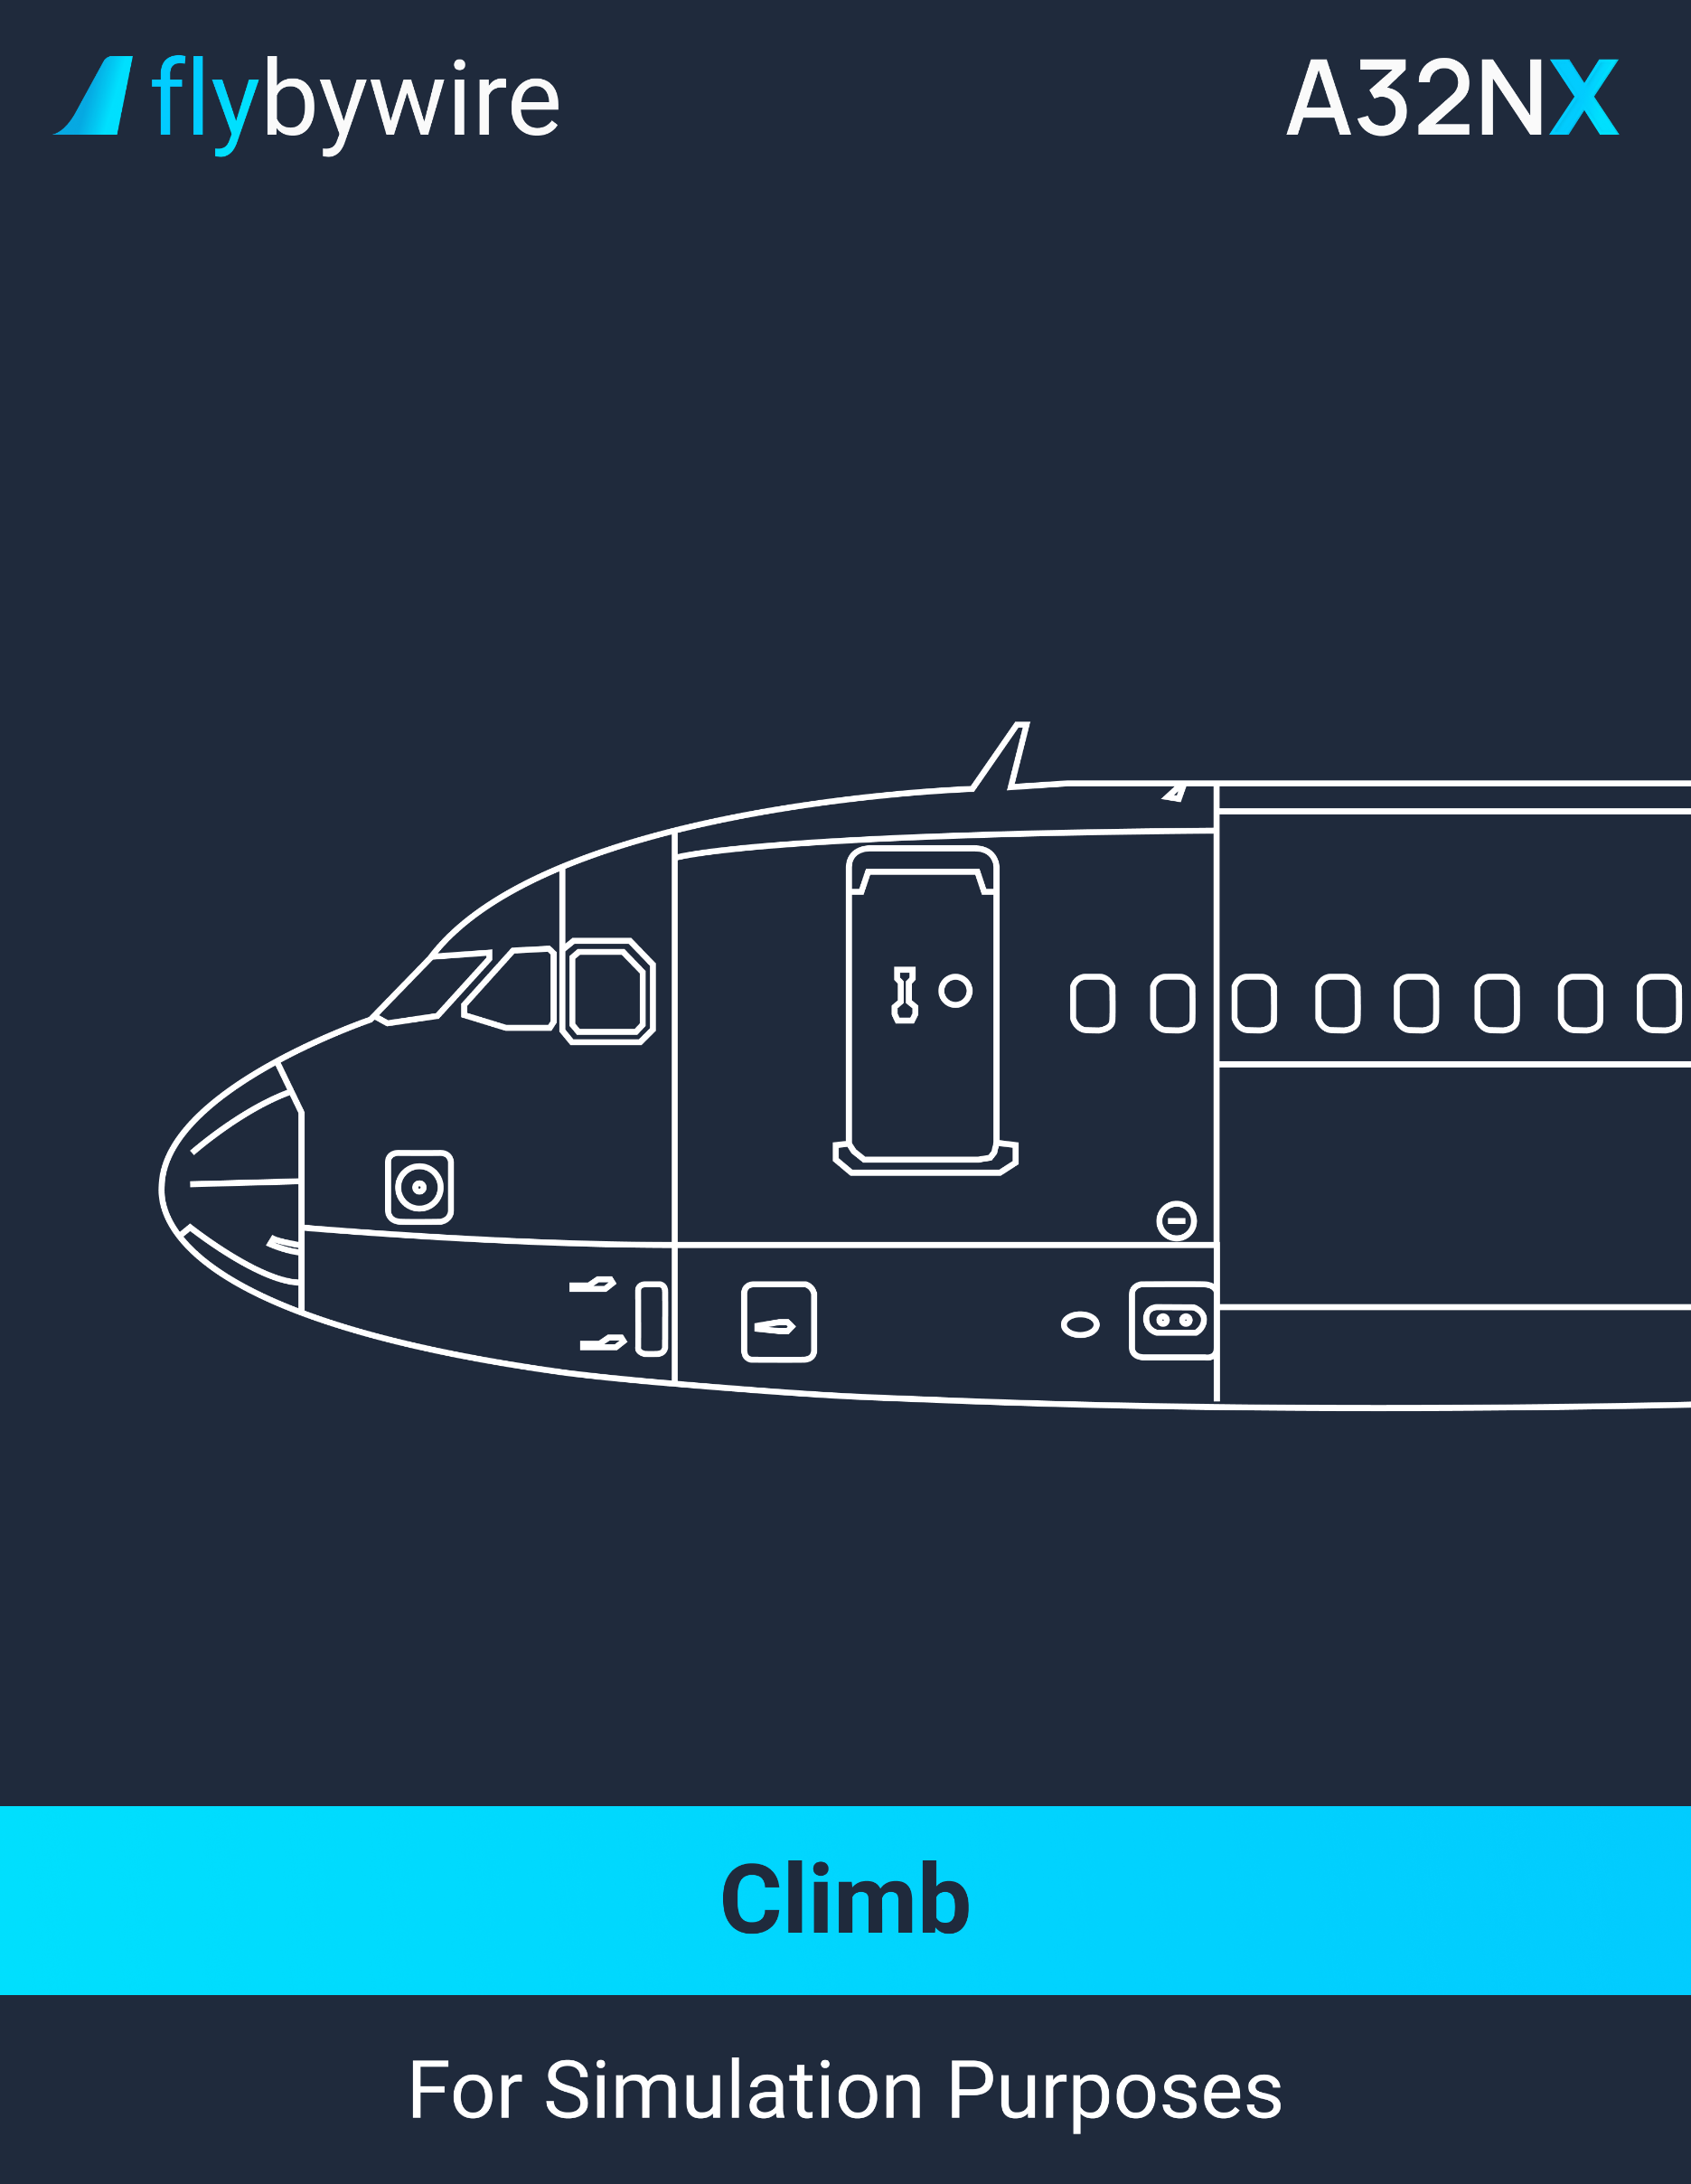 flybywire
A32NX
Climb
For Simulation Purposes